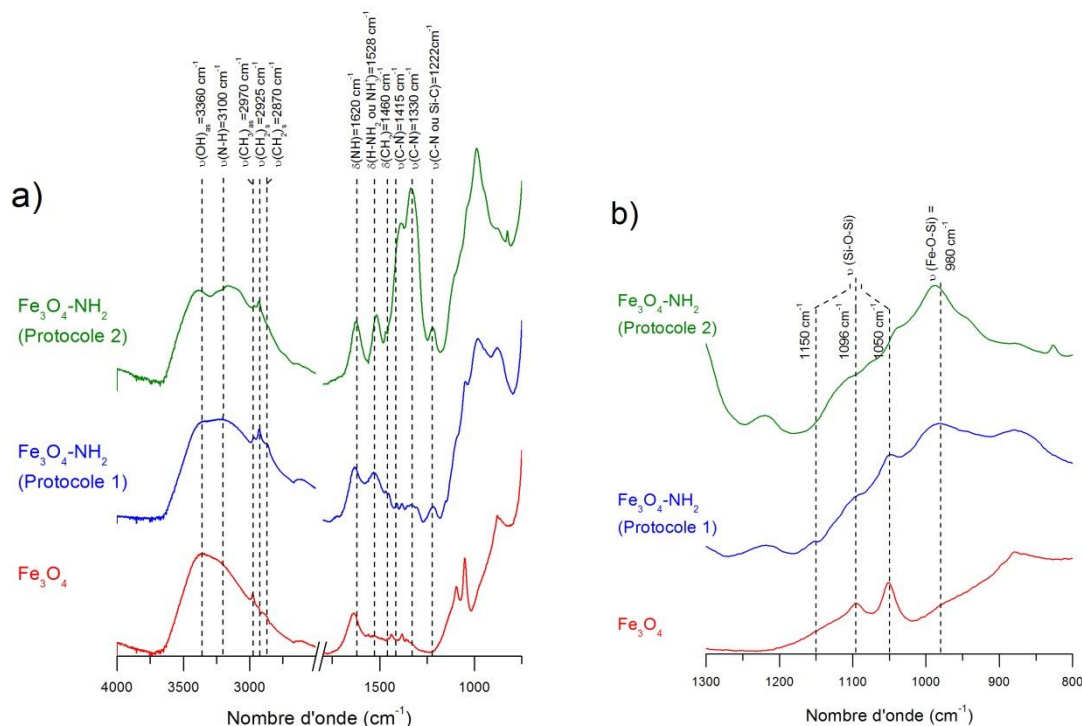 a)
υ(OH)as=3360 cm⁻¹
υ(N-H)=3100 cm⁻¹
υ(CH₃)as=2970 cm⁻¹
υ(CH₂)s=2925 cm⁻¹
υ(CH₂)s=2870 cm⁻¹
δ(NH)=1620 cm⁻¹
δ(H-NH₂ ou NH₃⁺)=1528 cm⁻¹
δ(CH₂)=1460 cm⁻¹
υ(C-N)=1415 cm⁻¹
υ(C-N)=1330 cm⁻¹
υ(C-N ou Si-C)=1222cm⁻¹
Fe₃O₄-NH₂
(Protocole 2)
Fe₃O₄-NH₂
(Protocole 1)
Fe₃O₄
4000 3500 3000 1500 1000
Nombre d'onde (cm⁻¹)
b)
υ (Si-O-Si)
υ (Fe-O-Si) =
980 cm⁻¹
1150 cm⁻¹
1096 cm⁻¹
1050 cm⁻¹
Fe₃O₄-NH₂
(Protocole 2)
Fe₃O₄-NH₂
(Protocole 1)
Fe₃O₄
1300 1200 1100 1000 900 800
Nombre d'onde (cm⁻¹)